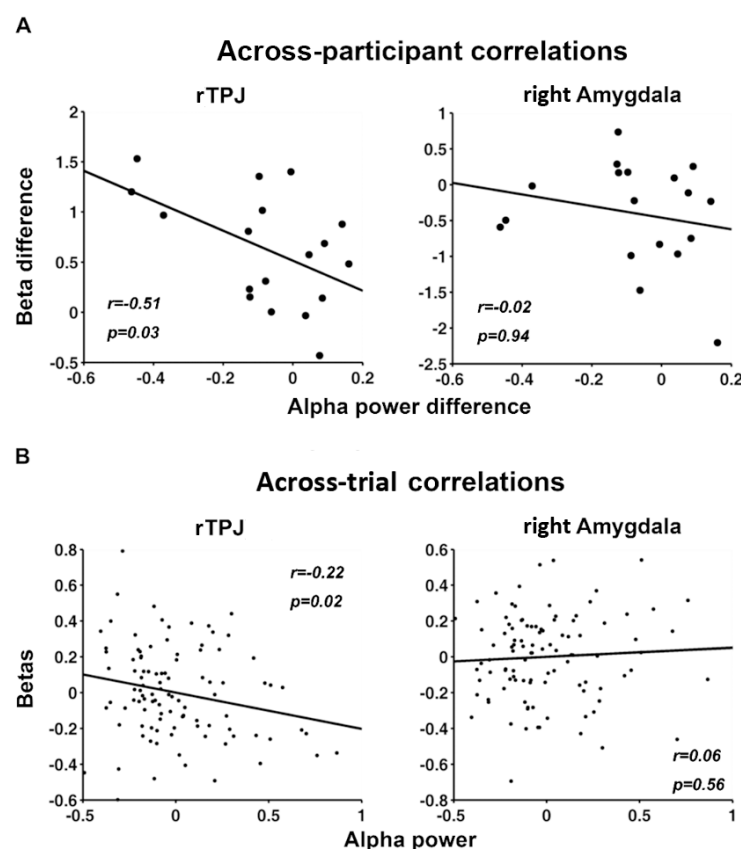 A
Across-participant correlations
rTPJ
right Amygdala
Beta difference
2
1.5
1
0.5
0
-0.5
r=-0.51
p=0.03
-0.6
-0.4
-0.2
0
0.2
1
0.5
0
-0.5
-1
-1.5
-2
-2.5
r=-0.02
p=0.94
-0.6
-0.4
-0.2
0
0.2
Alpha power difference
B
Across-trial correlations
rTPJ
right Amygdala
Betas
0.8
0.6
0.4
0.2
0
-0.2
-0.4
-0.6
r=-0.22
p=0.02
-0.5
0
0.5
1
0.6
0.4
0.2
0
-0.2
-0.4
-0.6
-0.8
r=0.06
p=0.56
-0.5
0
0.5
1
Alpha power